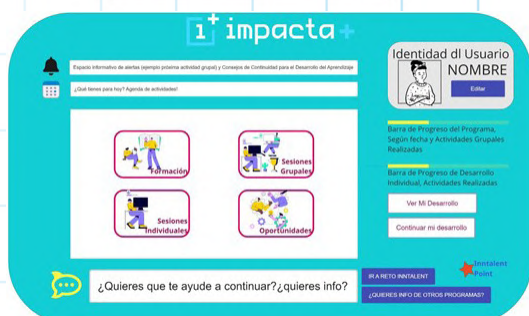 i+ impacta+
Identidad dl Usuario
NOMBRE
Editar
Espacio informativo de alertas (ejemplo próxima actividad grupal) y Consejos de Continuidad para el Desarrollo del Aprendizaje
¿Qué tienes para hoy? Agenda de actividades!
Formación
Sesiones
Grupales
Sesiones
Individuales
Oportunidades
Barra de Progreso del Programa,
Según fecha y Actividades Grupales
Realizadas
Barra de Progreso de Desarrollo
Individual, Actividades Realizadas
Ver Mi Desarrollo
Continuar mi desarrollo
¿Quieres que te ayude a continuar?¿quieres info?
IR A RETO INNTALENT
Inntalent
Point
¿QUIERES INFO DE OTROS PROGRAMAS?